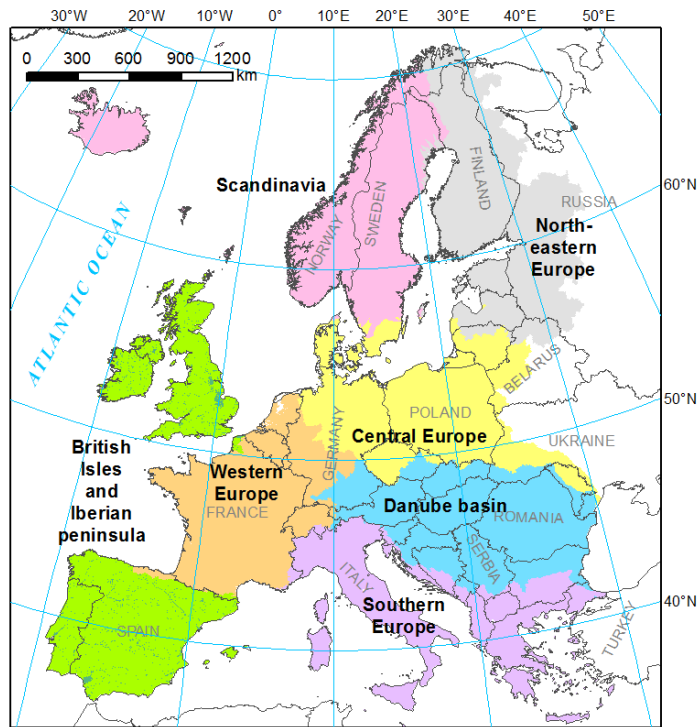 30°W 20°W 10°W 0° 10°E 20°E 30°E 40°E 50°E
0 300 600 900 1200
km
Scandinavia
60°N
FINLAND
RUSSIA
SWEDEN
NORWAY
North-
eastern
Europe
ATLANTIC OCEAN
BELARUS
50°N
POLAND
GERMANY
Central Europe
UKRAINE
British
Isles
and
Iberian
peninsula
Western
Europe
FRANCE
Danube basin
ROMANIA
SERBIA
ITALY
Southern
Europe
40°N
SPAIN
TURKEY